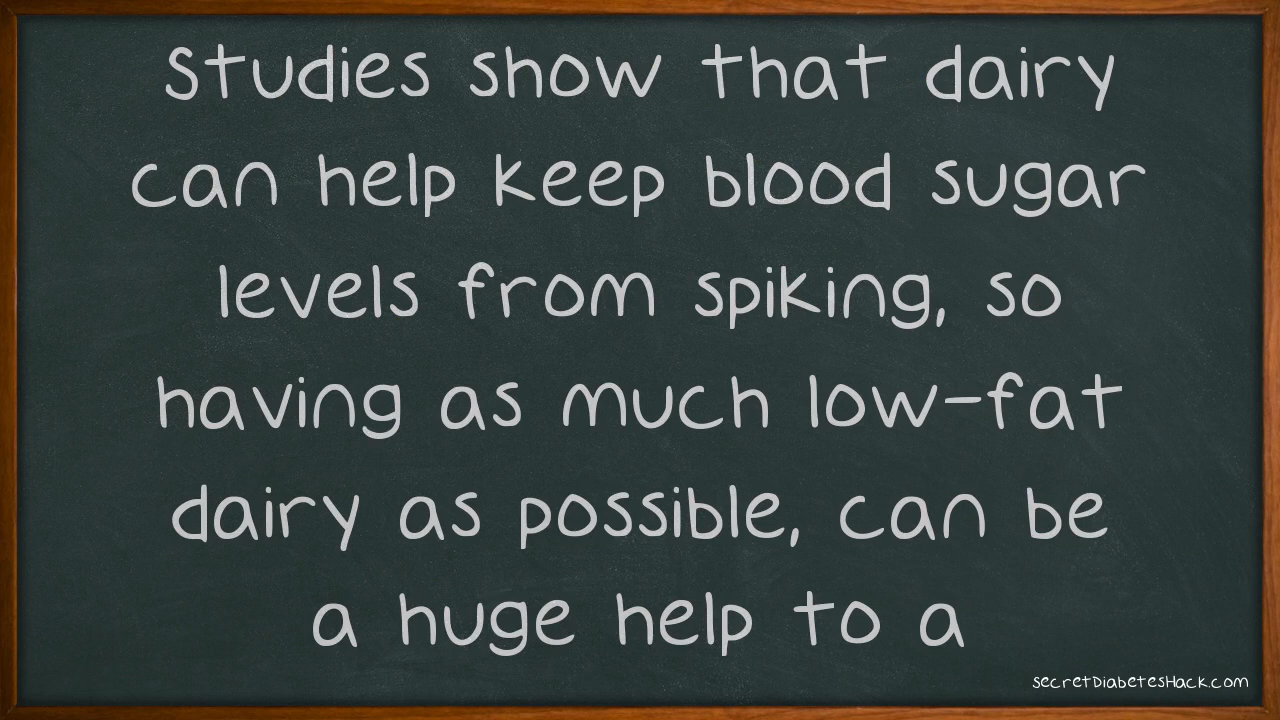 Studies show that dairy
can help keep blood sugar
levels from spiking, so
having as much low-fat
dairy as possible, can be
a huge help to a
secretDiabetesHack.com